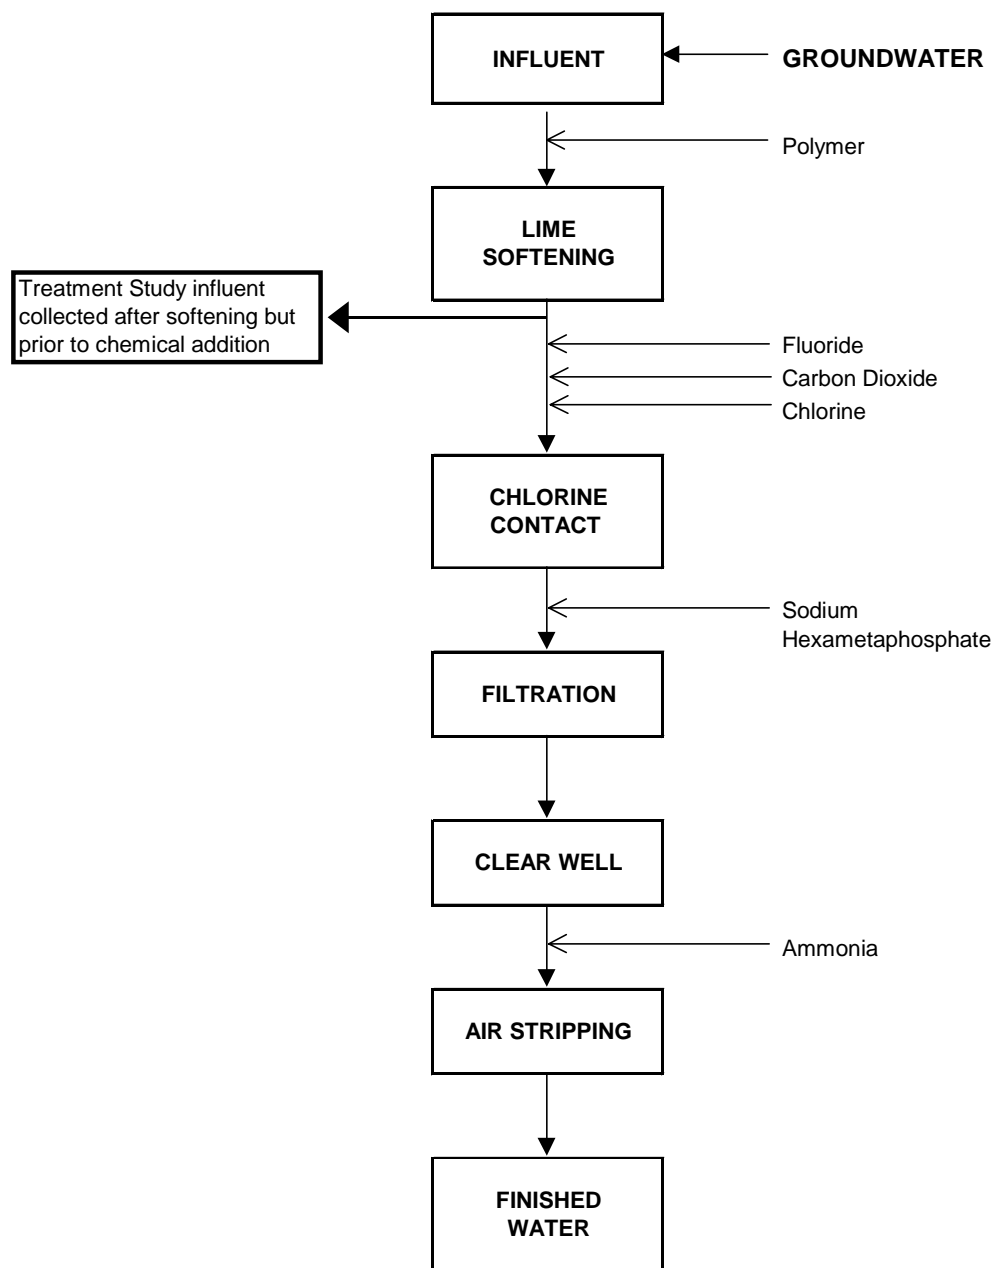 INFLUENT
GROUNDWATER
Polymer
LIME
SOFTENING
Treatment Study influent
collected after softening but
prior to chemical addition
Fluoride
Carbon Dioxide
Chlorine
CHLORINE
CONTACT
Sodium
Hexametaphosphate
FILTRATION
CLEAR WELL
Ammonia
AIR STRIPPING
FINISHED
WATER